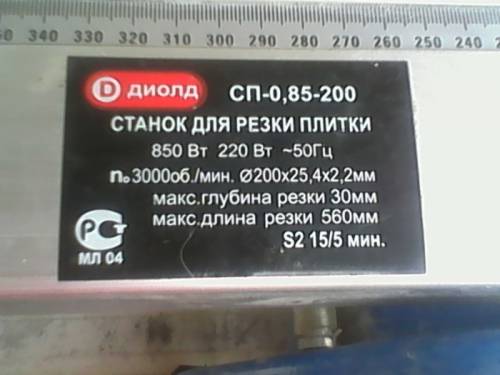 350 340 330 320 310 300 290 280 270 260 250 240
D ДИОЛД СП-0,85-200
СТАНОК ДЛЯ РЕЗКИ ПЛИТКИ
850 Вт 220 Вт ~50Гц
n₀3000об./мин. Ø200x25,4x2,2мм
макс.глубина резки 30мм
макс.длина резки 560мм
РСТ S2 15/5 мин.
МЛ 04